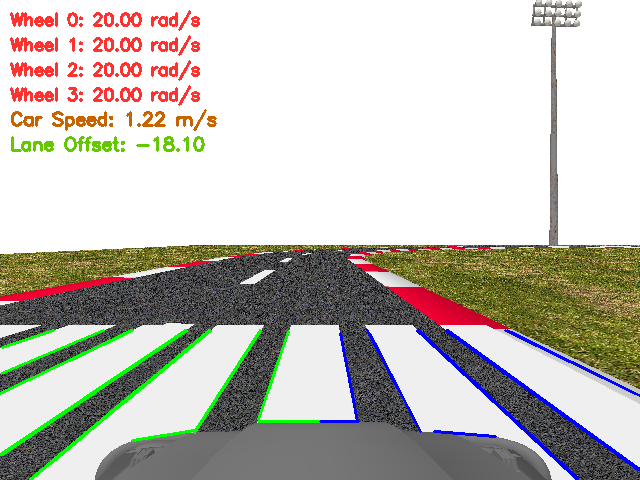 Wheel 0: 20.00 rad/s
Wheel 1: 20.00 rad/s
Wheel 2: 20.00 rad/s
Wheel 3: 20.00 rad/s
Car Speed: 1.22 m/s
Lane Offset: -18.10